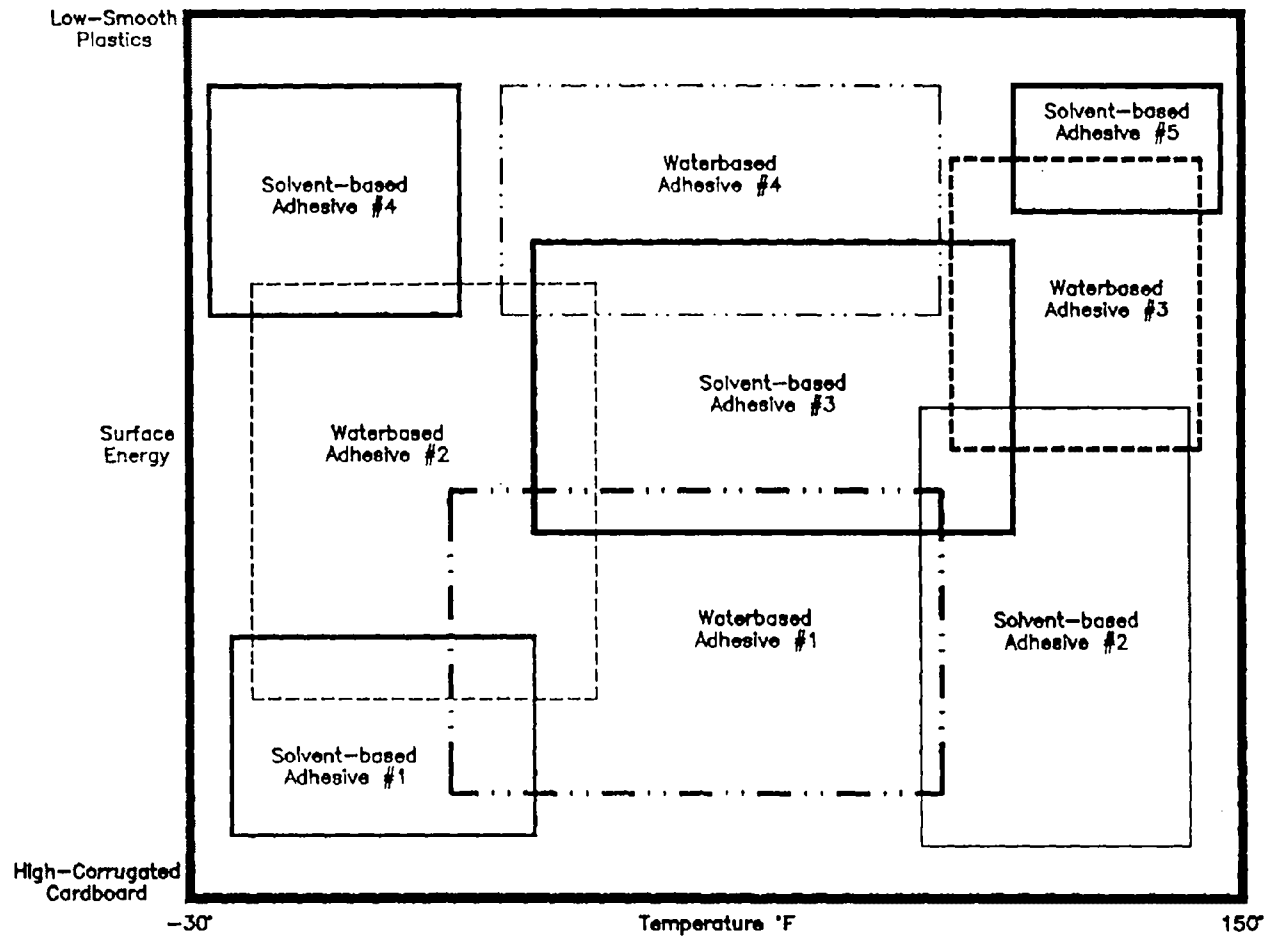 Low-Smooth
Plastics
Solvent-based
Adhesive #5
Waterbased
Adhesive #4
Solvent-based
Adhesive #4
Waterbased
Adhesive #3
Solvent-based
Adhesive #3
Surface
Energy
Waterbased
Adhesive #2
Waterbased
Adhesive #1
Solvent-based
Adhesive #2
Solvent-based
Adhesive #1
High-Corrugated
Cardboard
-30°
Temperature °F
150°